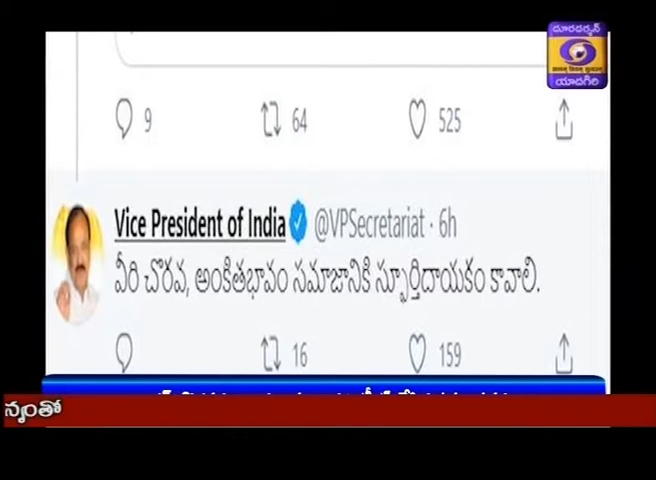 దూరదర్శన్
యాదగిరి
9 64 525
Vice President of India @VPSecretariat · 6h
వీరి చొరవ, అంకితభావం సమాజానికి స్ఫూర్తిదాయకం కావాలి.
16 159
న్యంతో